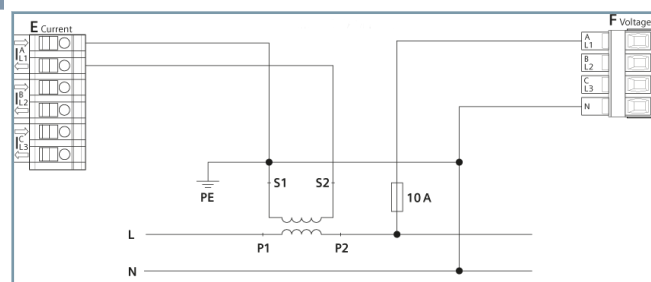 E Current
F Voltage
I A L1
I B L2
I C L3
A L1
B L2
C L3
N
PE
S1 S2
10 A
L
P1 P2
N